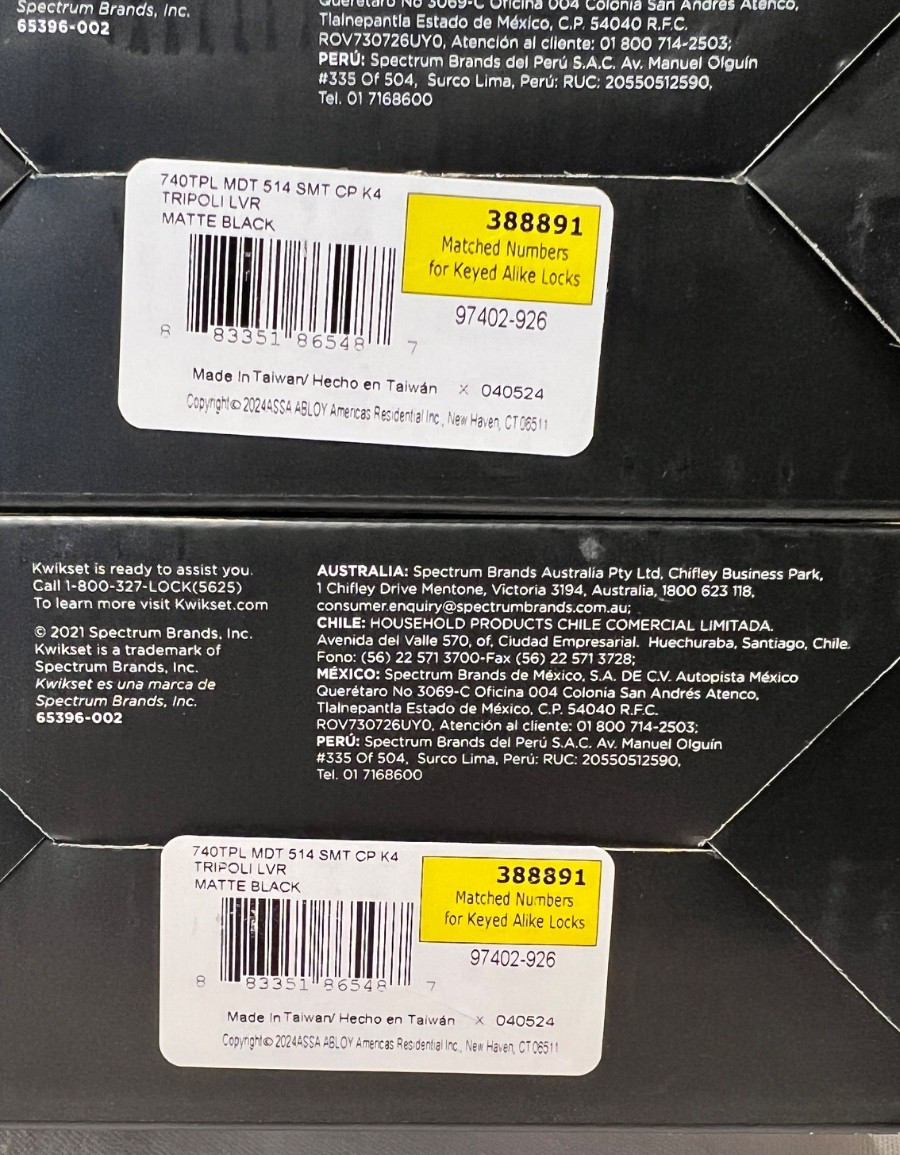 Spectrum Brands, Inc.
65396-002
Querétaro No 3069-C Oficina 004 Colonia San Andrés Atenco,
Tlalnepantla Estado de México, C.P. 54040 R.F.C.
ROV730726UY0, Atención al cliente: 01 800 714-2503;
PERÚ: Spectrum Brands del Perú S.A.C. Av. Manuel Olguín
#335 Of 504, Surco Lima, Perú: RUC: 20550512590,
Tel. 01 7168600
740TPL MDT 514 SMT CP K4
TRIPOLI LVR
MATTE BLACK
388891
Matched Numbers
for Keyed Alike Locks
97402-926
8 83351 86548 7
Made In Taiwan/ Hecho en Taiwán X 040524
Copyright© 2024ASSA ABLOY Americas Residential Inc., New Haven, CT 06511
Kwikset is ready to assist you.
Call 1-800-327-LOCK(5625)
To learn more visit Kwikset.com
© 2021 Spectrum Brands, Inc.
Kwikset is a trademark of
Spectrum Brands, Inc.
Kwikset es una marca de
Spectrum Brands, Inc.
65396-002
AUSTRALIA: Spectrum Brands Australia Pty Ltd, Chifley Business Park,
1 Chifley Drive Mentone, Victoria 3194, Australia, 1800 623 118,
consumer.enquiry@spectrumbrands.com.au;
CHILE: HOUSEHOLD PRODUCTS CHILE COMERCIAL LIMITADA.
Avenida del Valle 570, of, Ciudad Empresarial. Huechuraba, Santiago, Chile.
Fono: (56) 22 571 3700-Fax (56) 22 571 3728;
MÉXICO: Spectrum Brands de México, S.A. DE C.V. Autopista México
Querétaro No 3069-C Oficina 004 Colonia San Andrés Atenco,
Tlalnepantla Estado de México, C.P. 54040 R.F.C.
ROV730726UY0, Atención al cliente: 01 800 714-2503;
PERÚ: Spectrum Brands del Perú S.A.C. Av. Manuel Olguín
#335 Of 504, Surco Lima, Perú: RUC: 20550512590,
Tel. 01 7168600
740TPL MDT 514 SMT CP K4
TRIPOLI LVR
MATTE BLACK
388891
Matched Numbers
for Keyed Alike Locks
97402-926
8 83351 86548 7
Made In Taiwan/ Hecho en Taiwán X 040524
Copyright© 2024ASSA ABLOY Americas Residential Inc., New Haven, CT 06511